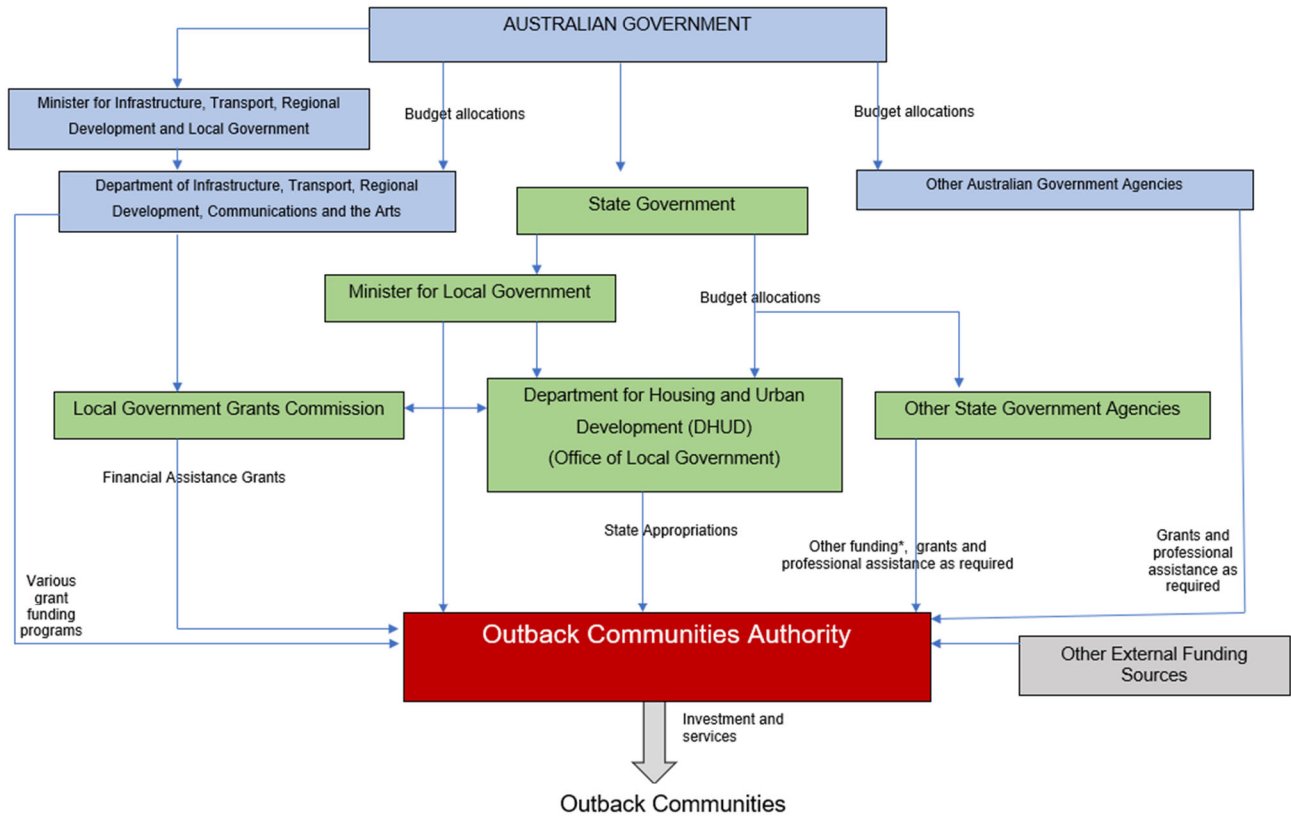 AUSTRALIAN GOVERNMENT
Minister for Infrastructure, Transport, Regional
Development and Local Government
Budget allocations
Budget allocations
Department of Infrastructure, Transport, Regional
Development, Communications and the Arts
Other Australian Government Agencies
State Government
Minister for Local Government
Budget allocations
Local Government Grants Commission
Department for Housing and Urban
Development (DHUD)
(Office of Local Government)
Other State Government Agencies
Financial Assistance Grants
State Appropriations
Other funding*, grants and
professional assistance as required
Grants and
professional
assistance as
required
Various
grant
funding
programs
Outback Communities Authority
Other External Funding
Sources
Investment and
services
Outback Communities